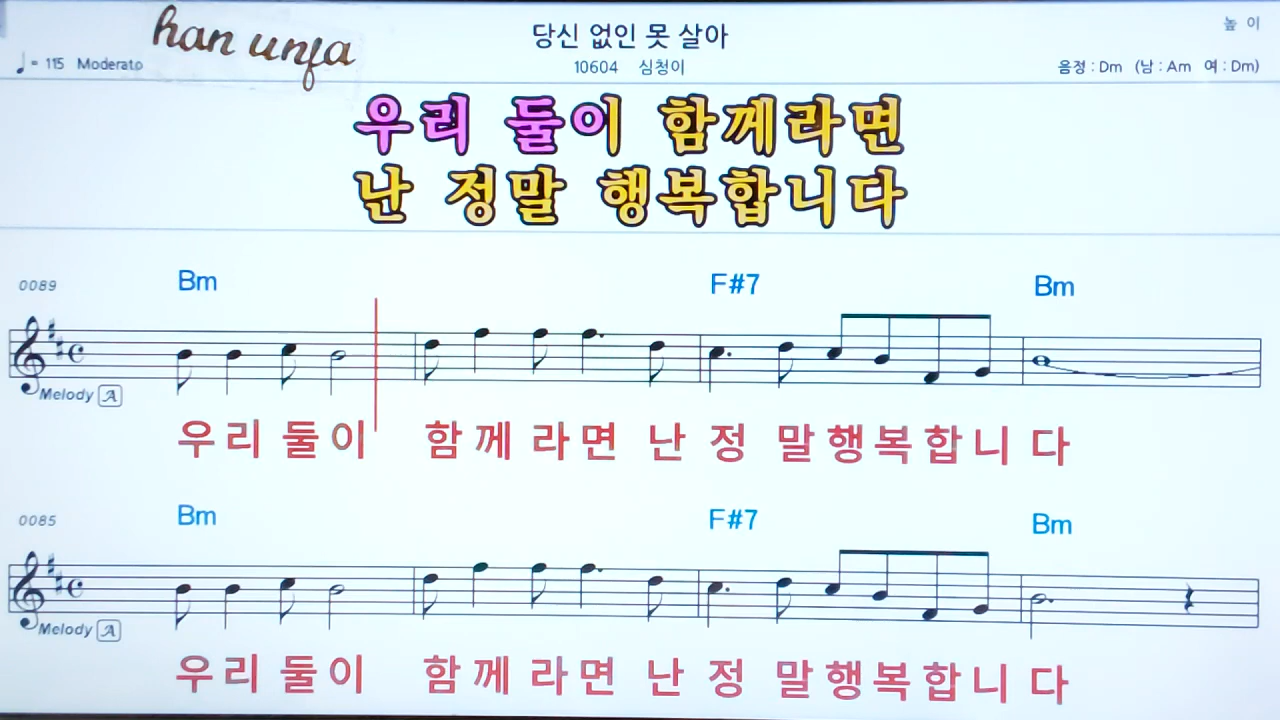 han unfa
당신 없인 못 살아
높 이
♩= 115 Moderato
10604 심청이
음정 : Dm (남 : Am 여 : Dm)
우리 둘이 함께라면
난 정말 행복합니다
0089
Bm F#7 Bm
Melody A
우리 둘이 함께 라면 난 정 말행복합니 다
0085
Bm F#7 Bm
Melody A
우리 둘이 함께 라면 난 정 말행복합니 다